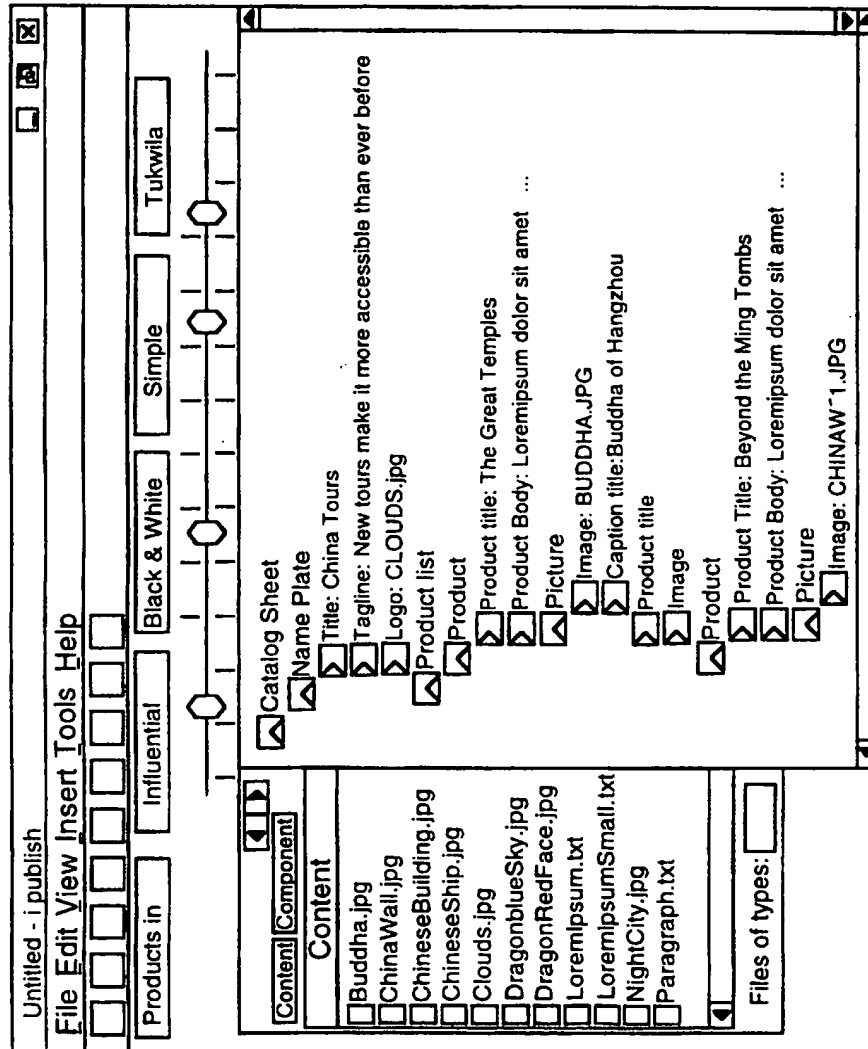 Untitled - i publish
File Edit View Insert Tools Help
Products in
Influential
Black & White
Simple
Tukwila
Content
Component
Content
Buddha.jpg
ChinaWall.jpg
ChineseBuilding.jpg
ChineseShip.jpg
Clouds.jpg
DragonblueSky.jpg
DragonRedFace.jpg
LoremIpsum.txt
LoremIpsumSmall.txt
NightCity.jpg
Paragraph.txt
Files of types:
Catalog Sheet
Name Plate
Title: China Tours
Tagline: New tours make it more accessible than ever before
Logo: CLOUDS.jpg
Product list
Product
Product title: The Great Temples
Product Body: Loremipsum dolor sit amet ...
Picture
Image: BUDDHA.JPG
Caption title:Buddha of Hangzhou
Product title
Image
Product
Product Title: Beyond the Ming Tombs
Product Body: Loremipsum dolor sit amet ...
Picture
Image: CHINAW~1.JPG